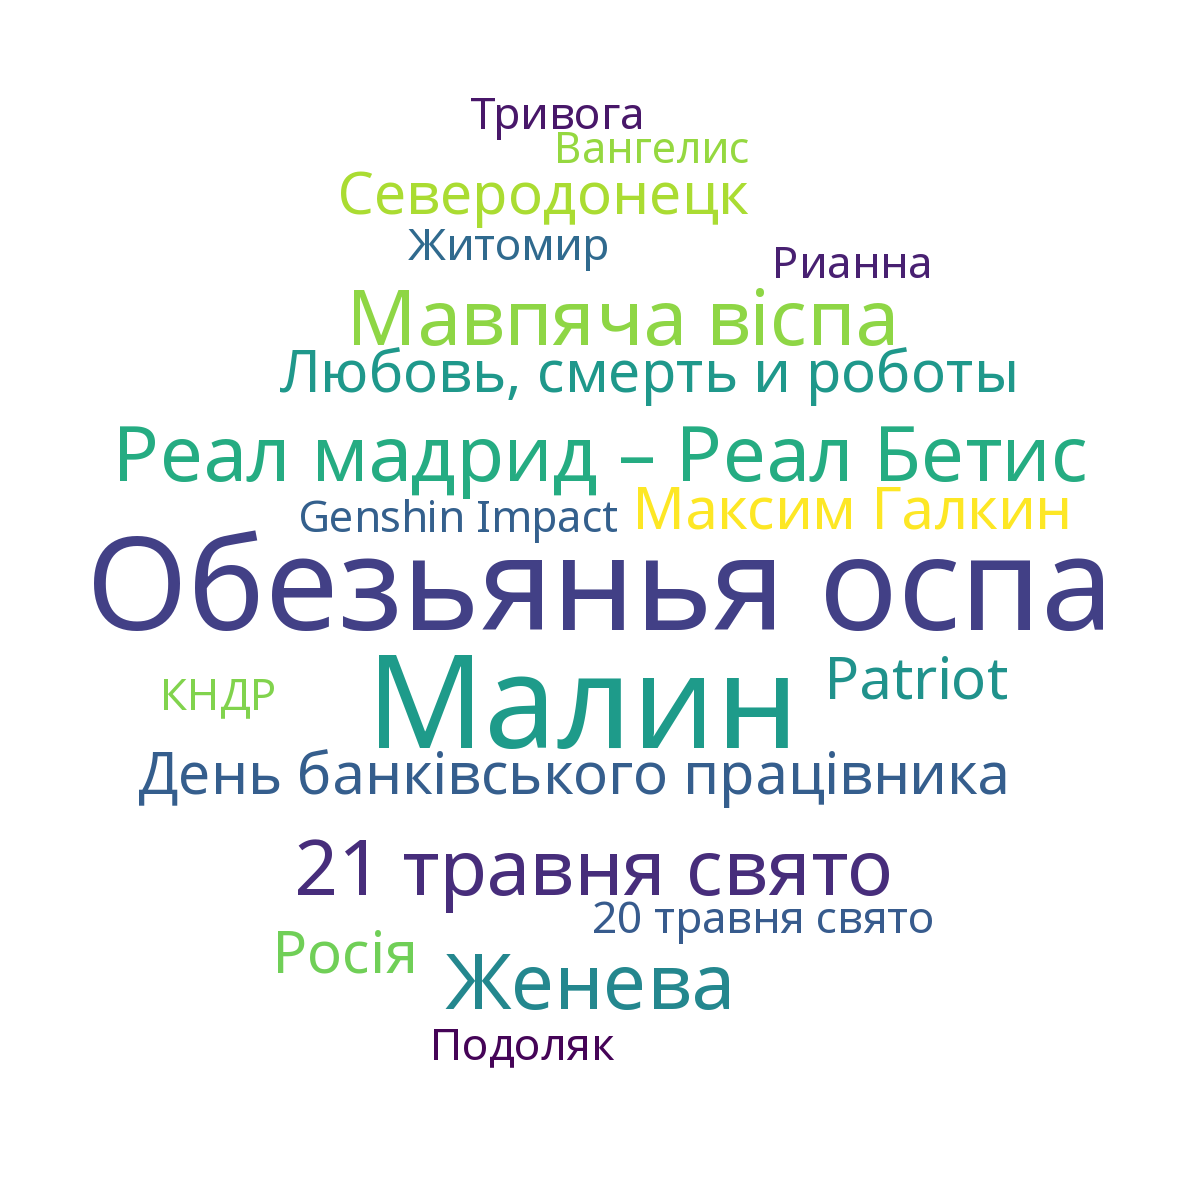 Тривога
Вангелис
Северодонецк
Житомир
Рианна
Мавпяча віспа
Любовь, смерть и роботы
Реал мадрид – Реал Бетис
Genshin Impact
Максим Галкин
Обезьянья оспа
Малин
Patriot
КНДР
День банківського працівника
21 травня свято
20 травня свято
Росія
Женева
Подоляк